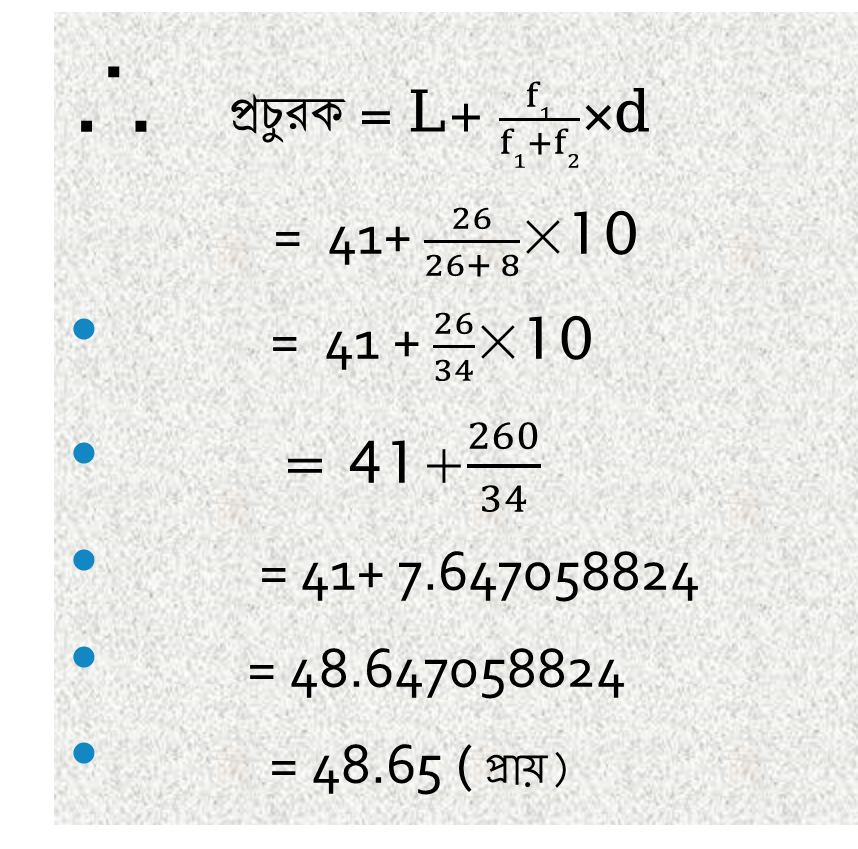 ∴ প্রচুরক = L+ f₁/(f₁+f₂) ×d
= 41+ 26/(26+ 8) ×10
• = 41 + 26/34 ×10
• = 41 + 260/34
• = 41+ 7.647058824
• = 48.647058824
• = 48.65 ( প্রায় )